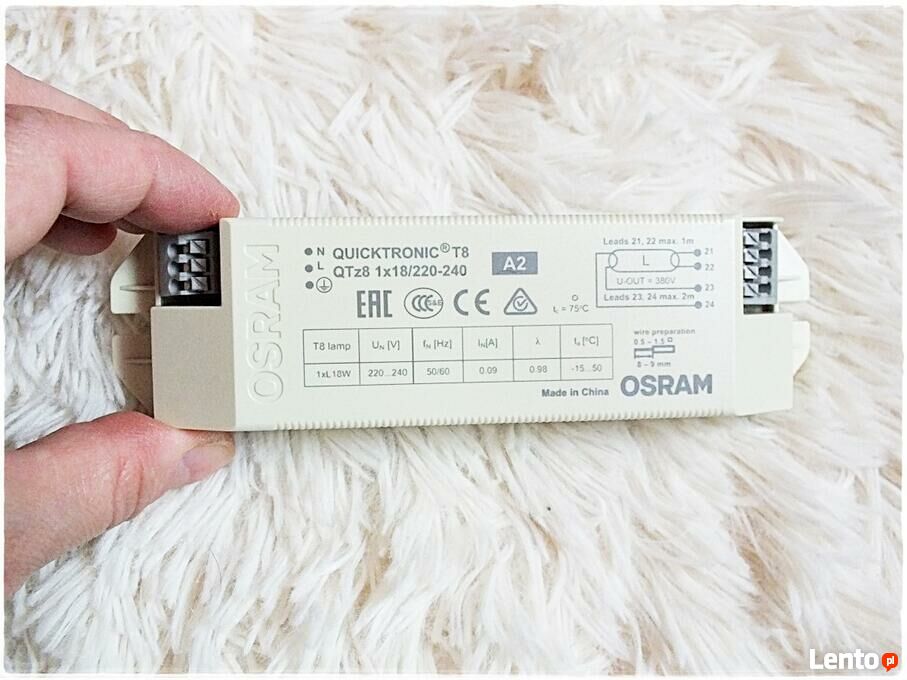 OSRAM
N QUICKTRONIC® T8
L QTz8 1x18/220-240
A2
EAC CCC S&E CE
tc = 75°C
Leads 21, 22 max. 1m
L
21
22
U-OUT = 380V
23
Leads 23, 24 max. 2m
24
T8 lamp UN [V] fN [Hz] IN[A] λ ta [°C]
1xL18W 220...240 50/60 0.09 0.98 -15...50
wire preparation
0.5 - 1.5
8 - 9 mm
Made in China OSRAM
Lento pl